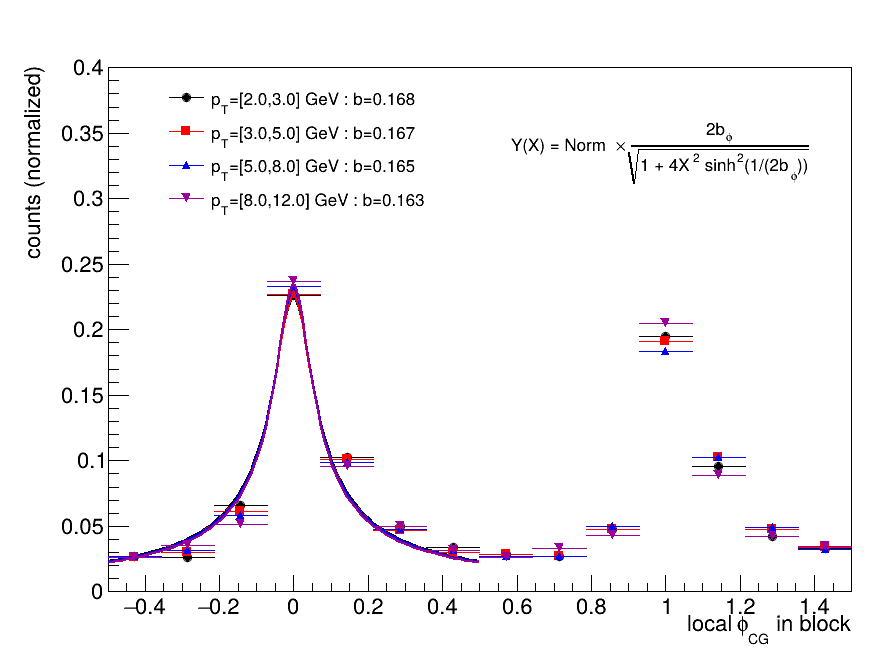 counts (normalized)
0.4
0.35
0.3
0.25
0.2
0.15
0.1
0.05
0
p_T=[2.0,3.0] GeV : b=0.168
p_T=[3.0,5.0] GeV : b=0.167
p_T=[5.0,8.0] GeV : b=0.165
p_T=[8.0,12.0] GeV : b=0.163
Y(X) = Norm × 2b_ϕ / √(1 + 4X² sinh²(1/(2b_ϕ)))
−0.4 −0.2 0 0.2 0.4 0.6 0.8 1 1.2 1.4
local ϕ_CG in block